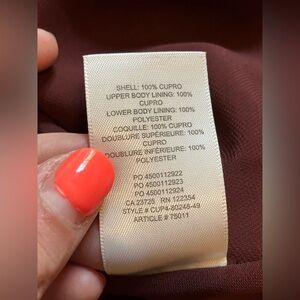 SHELL: 100% CUPRO
UPPER BODY LINING: 100%
CUPRO
LOWER BODY LINING: 100%
POLYESTER
COQUILLE: 100% CUPRO
DOUBLURE SUPÉRIEURE: 100%
CUPRO
DOUBLURE INFÉRIEURE: 100%
POLYESTER
PO 4500112922
PO 4500112923
PO 4500112924
CA 23725 RN 122354
STYLE # CUP4-80246-49
ARTICLE # 75011